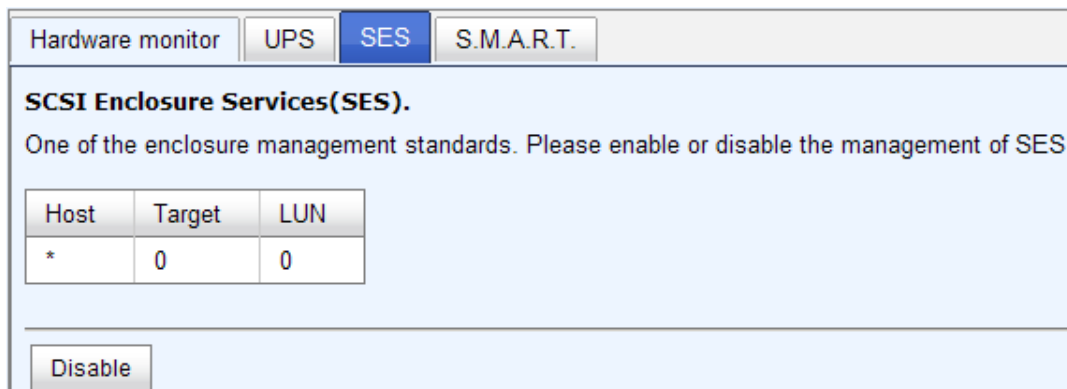 Hardware monitor UPS SES S.M.A.R.T.
SCSI Enclosure Services(SES).
One of the enclosure management standards. Please enable or disable the management of SES
Host Target LUN
* 0 0
Disable